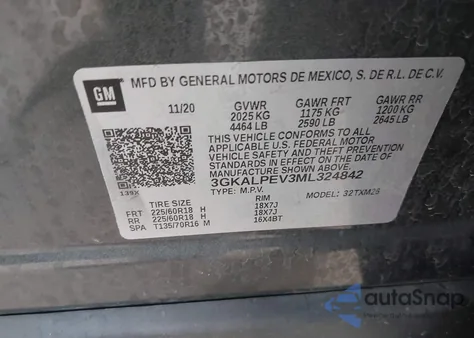 GM
MFD BY GENERAL MOTORS DE MEXICO, S. DE R.L. DE C.V.
11/20 GVWR GAWR FRT GAWR RR
2025 KG 1175 KG 1200 KG
4464 LB 2590 LB 2645 LB
THIS VEHICLE CONFORMS TO ALL
APPLICABLE U.S. FEDERAL MOTOR
VEHICLE SAFETY STANDARDS
IN EFFECT ON THE DATE OF
MANUFACTURE SHOWN ABOVE.
3GKALPEV3ML324842
TYPE: M.P.V. MODEL: 32TXM26
139X
TIRE SIZE RIM
FRT 225/60R18 H 18X7J
RR 225/60R18 H 18X7J
SPA T135/70R16 M 16X4BT
autoSnap